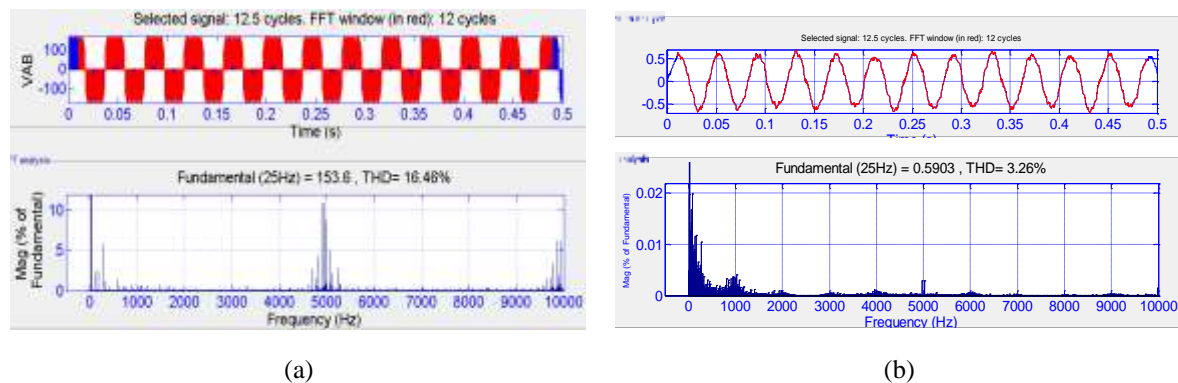 Selected signal: 12.5 cycles. FFT window (in red): 12 cycles
VAB
100
0
-100
0 0.05 0.1 0.15 0.2 0.25 0.3 0.35 0.4 0.45 0.5
Time (s)
Fundamental (25Hz) = 153.6 , THD= 16.46%
Mag (% of Fundamental)
10
5
0
0 1000 2000 3000 4000 5000 6000 7000 8000 9000 10000
Frequency (Hz)
(a)
Selected signal: 12.5 cycles. FFT window (in red): 12 cycles
0.5
0
-0.5
0 0.05 0.1 0.15 0.2 0.25 0.3 0.35 0.4 0.45 0.5
Time (s)
Fundamental (25Hz) = 0.5903 , THD= 3.26%
Mag (% of Fundamental)
0.02
0.01
0
0 1000 2000 3000 4000 5000 6000 7000 8000 9000 10000
Frequency (Hz)
(b)